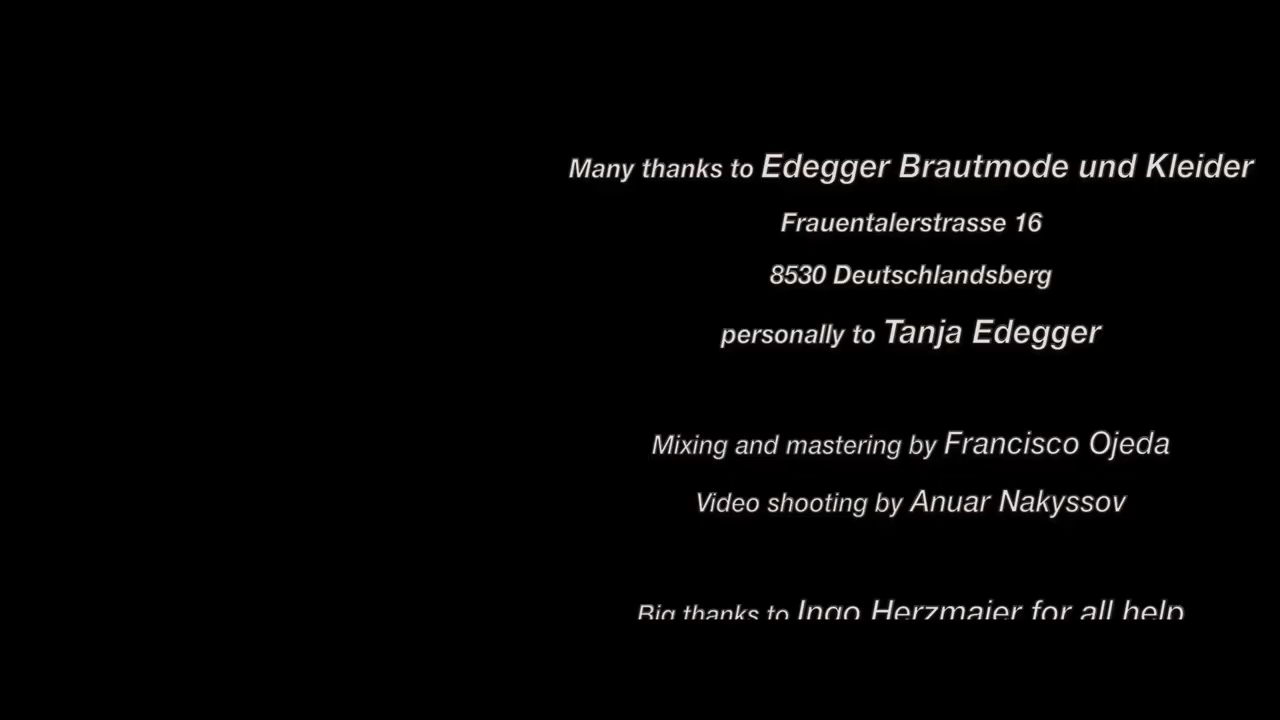 Many thanks to Edegger Brautmode und Kleider
Frauentalerstrasse 16
8530 Deutschlandsberg
personally to Tanja Edegger
Mixing and mastering by Francisco Ojeda
Video shooting by Anuar Nakyssov
Big thanks to Ingo Herzmaier for all help